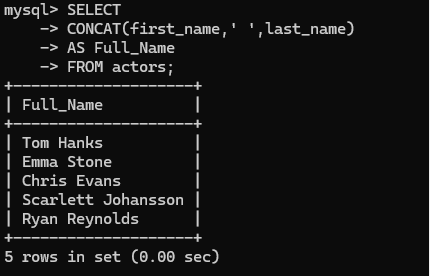 mysql> SELECT
    -> CONCAT(first_name,' ',last_name)
    -> AS Full_Name
    -> FROM actors;
+--------------------+
| Full_Name          |
+--------------------+
| Tom Hanks          |
| Emma Stone         |
| Chris Evans        |
| Scarlett Johansson |
| Ryan Reynolds      |
+--------------------+
5 rows in set (0.00 sec)